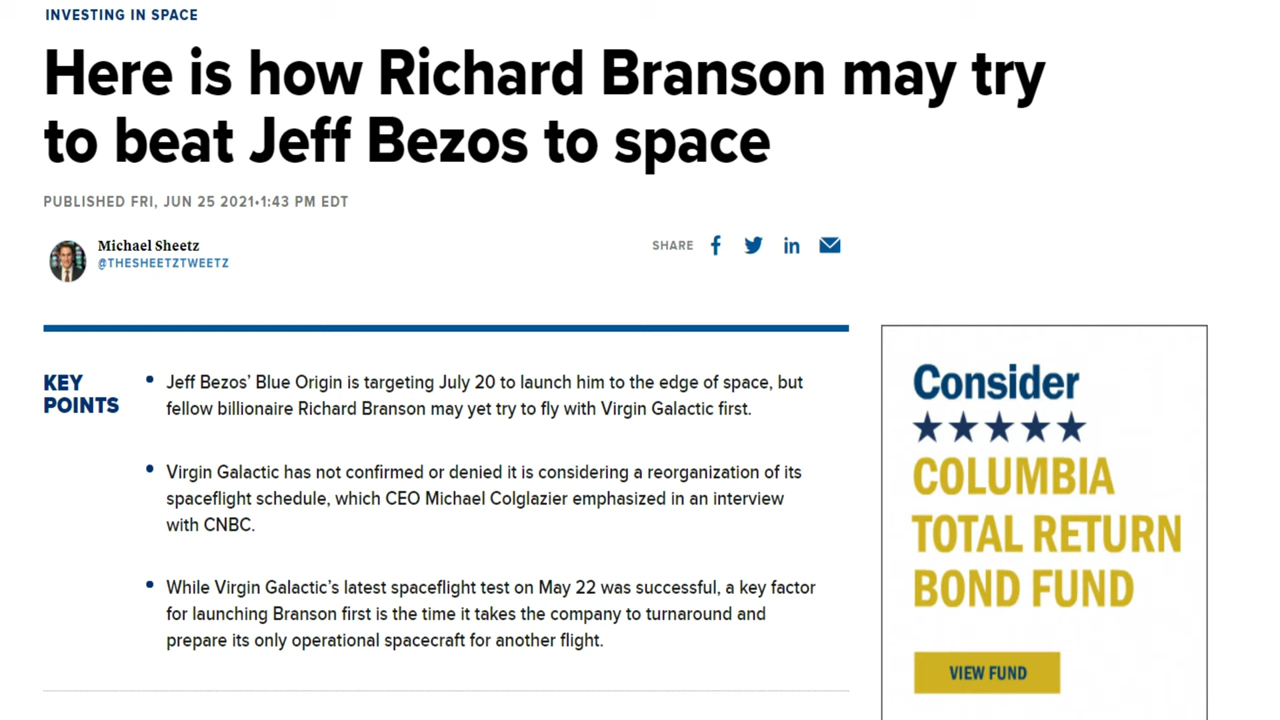 INVESTING IN SPACE
Here is how Richard Branson may try
to beat Jeff Bezos to space
PUBLISHED FRI, JUN 25 2021•1:43 PM EDT
Michael Sheetz
@THESHEETZTWEETZ
SHARE
KEY
POINTS
Jeff Bezos’ Blue Origin is targeting July 20 to launch him to the edge of space, but
fellow billionaire Richard Branson may yet try to fly with Virgin Galactic first.
Virgin Galactic has not confirmed or denied it is considering a reorganization of its
spaceflight schedule, which CEO Michael Colglazier emphasized in an interview
with CNBC.
While Virgin Galactic’s latest spaceflight test on May 22 was successful, a key factor
for launching Branson first is the time it takes the company to turnaround and
prepare its only operational spacecraft for another flight.
Consider
COLUMBIA
TOTAL RETURN
BOND FUND
VIEW FUND